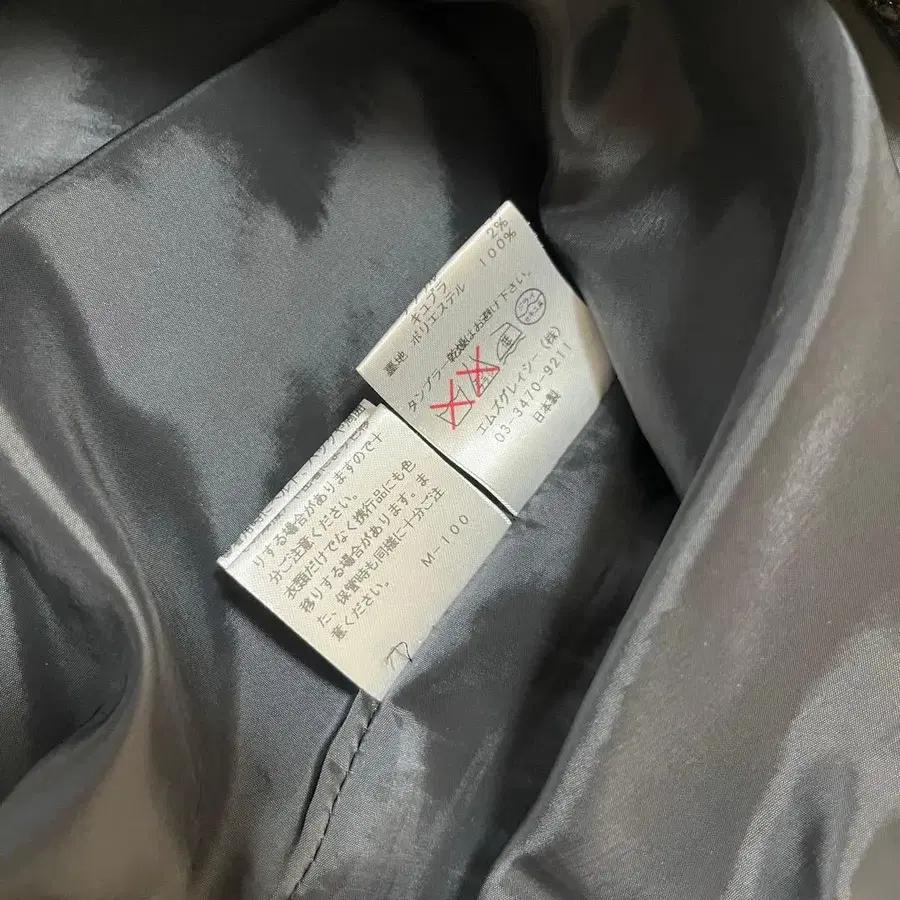 2%
キュプラ
裏地 ポリエステル 100%
タンブラー乾燥はお避け下さい。
ドライ
エムズグレイシー(株)
03-3470-9211
日本製
りする場合がありますので十
分ご注意ください。
衣類だけでなく携行品にも色
移りする場合があります。ま
た、保管時も同様に十分ご注
意ください。
M-100